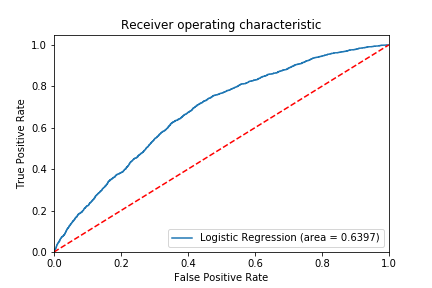 Receiver operating characteristic
True Positive Rate
1.0
0.8
0.6
0.4
0.2
0.0
Logistic Regression (area = 0.6397)
0.0 0.2 0.4 0.6 0.8 1.0
False Positive Rate